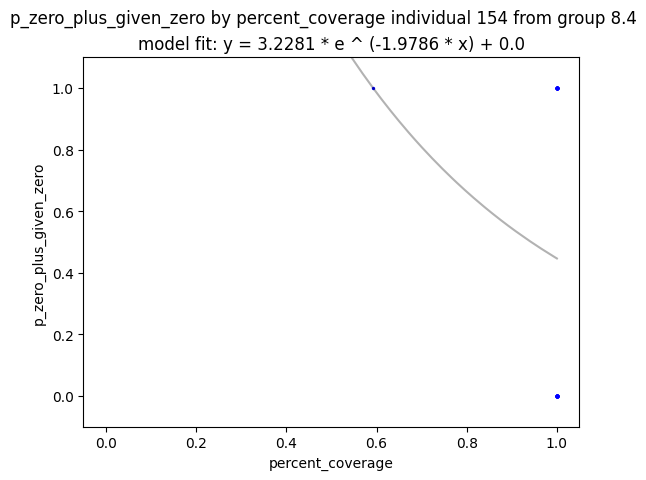 p_zero_plus_given_zero by percent_coverage individual 154 from group 8.4
model fit: y = 3.2281 * e ^ (-1.9786 * x) + 0.0
1.0
0.8
0.6
0.4
0.2
0.0
p_zero_plus_given_zero
0.0 0.2 0.4 0.6 0.8 1.0
percent_coverage